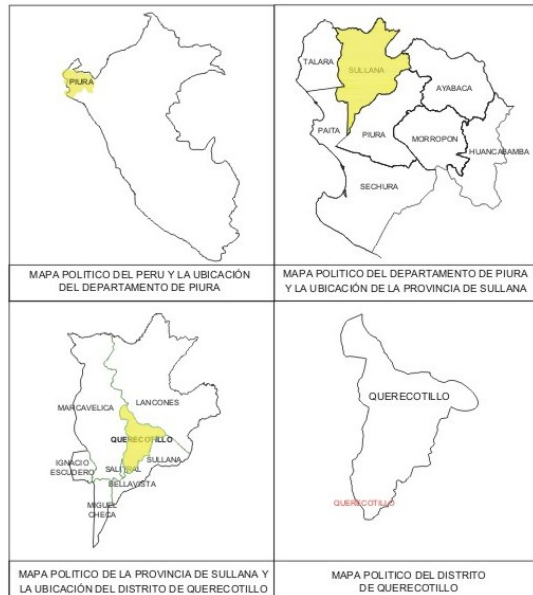 PIURA
MAPA POLITICO DEL PERU Y LA UBICACIÓN
DEL DEPARTAMENTO DE PIURA
TALARA
SULLANA
AYABACA
PAITA
PIURA
MORROPON
HUANCABAMBA
SECHURA
MAPA POLITICO DEL DEPARTAMENTO DE PIURA
Y LA UBICACIÓN DE LA PROVINCIA DE SULLANA
LANCONES
MARCAVELICA
QUERECOTILLO
IGNACIO
ESCUDERO
SULLANA
SALITRAL
BELLAVISTA
MIGUEL
CHECA
MAPA POLITICO DE LA PROVINCIA DE SULLANA Y
LA UBICACIÓN DEL DISTRITO DE QUERECOTILLO
QUERECOTILLO
QUERECOTILLO
MAPA POLITICO DEL DISTRITO
DE QUERECOTILLO